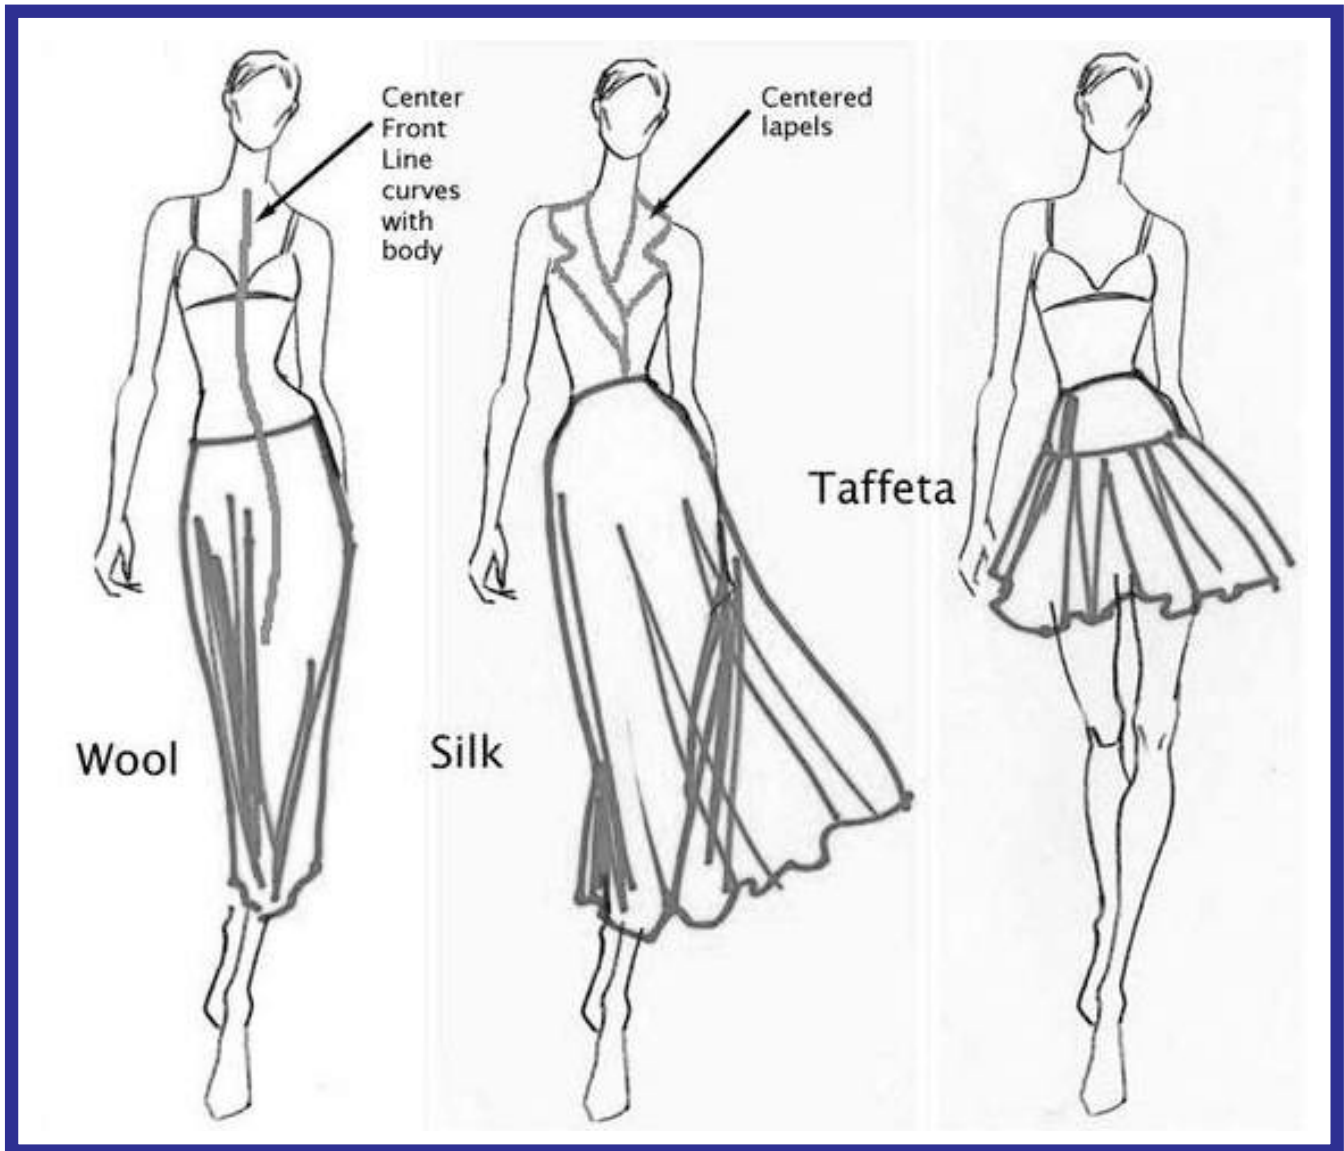 Center
Front
Line
curves
with
body
Centered
lapels
Taffeta
Wool
Silk